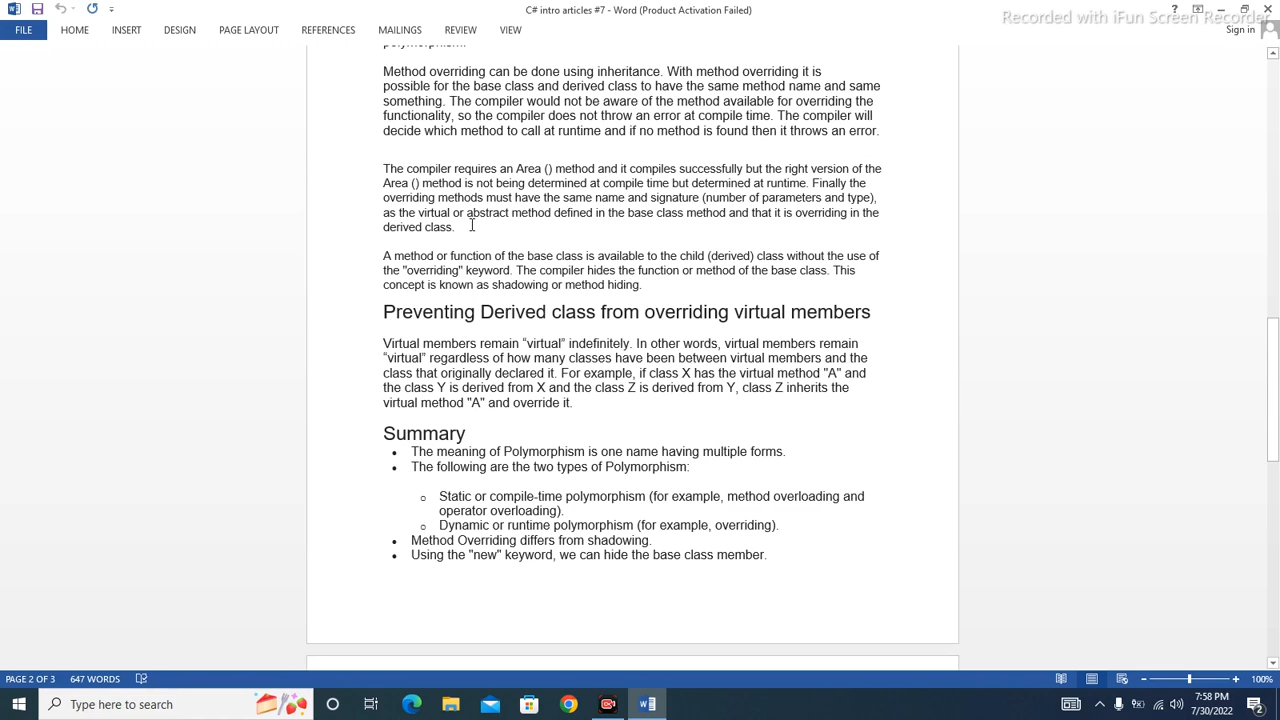 C# intro articles #7 - Word (Product Activation Failed)
Recorded with iFun Screen Recorder
FILE HOME INSERT DESIGN PAGE LAYOUT REFERENCES MAILINGS REVIEW VIEW Sign in
polymorphism.
Method overriding can be done using inheritance. With method overriding it is
possible for the base class and derived class to have the same method name and same
something. The compiler would not be aware of the method available for overriding the
functionality, so the compiler does not throw an error at compile time. The compiler will
decide which method to call at runtime and if no method is found then it throws an error.
The compiler requires an Area () method and it compiles successfully but the right version of the
Area () method is not being determined at compile time but determined at runtime. Finally the
overriding methods must have the same name and signature (number of parameters and type),
as the virtual or abstract method defined in the base class method and that it is overriding in the
derived class.
A method or function of the base class is available to the child (derived) class without the use of
the "overriding" keyword. The compiler hides the function or method of the base class. This
concept is known as shadowing or method hiding.
Preventing Derived class from overriding virtual members
Virtual members remain “virtual” indefinitely. In other words, virtual members remain
“virtual” regardless of how many classes have been between virtual members and the
class that originally declared it. For example, if class X has the virtual method "A" and
the class Y is derived from X and the class Z is derived from Y, class Z inherits the
virtual method "A" and override it.
Summary
• The meaning of Polymorphism is one name having multiple forms.
• The following are the two types of Polymorphism:
o Static or compile-time polymorphism (for example, method overloading and
operator overloading).
o Dynamic or runtime polymorphism (for example, overriding).
• Method Overriding differs from shadowing.
• Using the "new" keyword, we can hide the base class member.
PAGE 2 OF 3 647 WORDS 100%
Type here to search
7:58 PM
7/30/2022
2